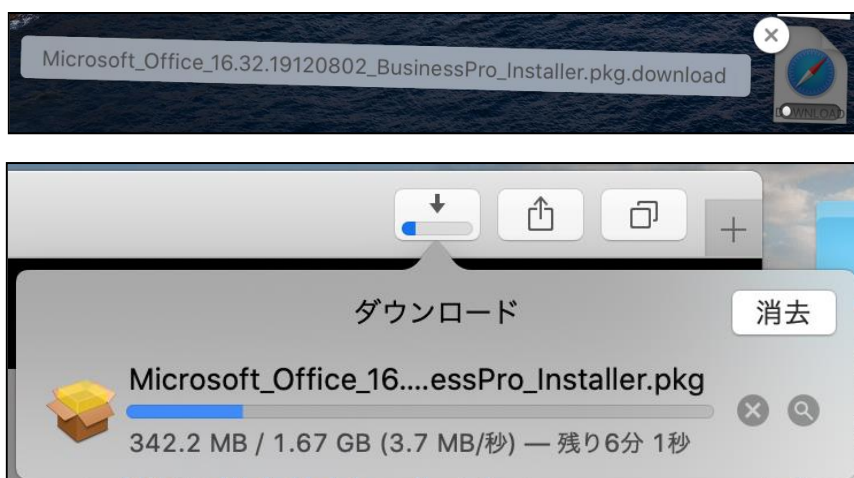 Microsoft_Office_16.32.19120802_BusinessPro_Installer.pkg.download
DOWNLOAD
ダウンロード
消去
Microsoft_Office_16....essPro_Installer.pkg
342.2 MB / 1.67 GB (3.7 MB/秒) — 残り6分 1秒